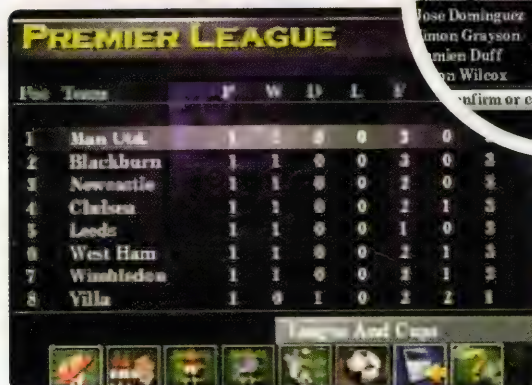 PREMIER LEAGUE
Pos Team P W D L F
1 Man Utd. 1 1 0 0 3 0
2 Blackburn 1 1 0 0 3 0 3
3 Newcastle 1 1 0 0 2 0 3
4 Chelsea 1 1 0 0 2 1 3
5 Leeds 1 1 0 0 1 0 3
6 West Ham 1 1 0 0 2 1 3
7 Wimbledon 1 1 0 0 2 1 3
8 Villa 1 0 1 0 2 2 1
League And Cups
Jose Dominguez
Simon Grayson
mien Duff
on Wilcox
nfirm or c